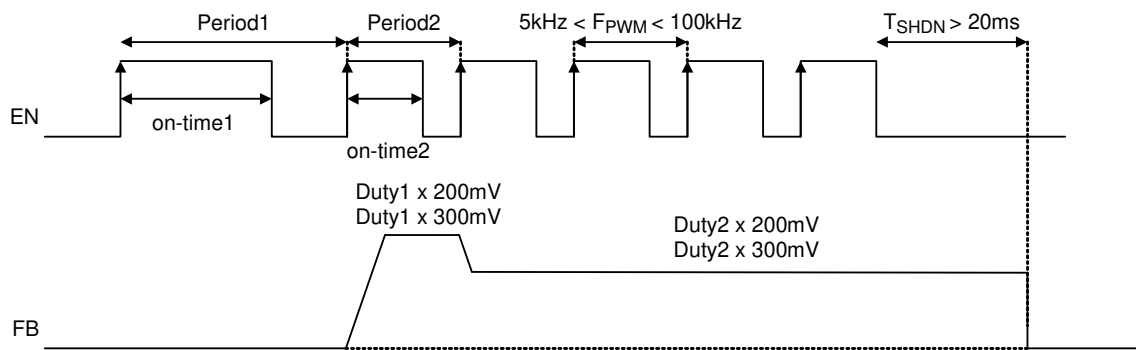 Period1
Period2
5kHz < FPWM < 100kHz
TSHDN > 20ms
EN
on-time1
on-time2
Duty1 x 200mV
Duty1 x 300mV
Duty2 x 200mV
Duty2 x 300mV
FB